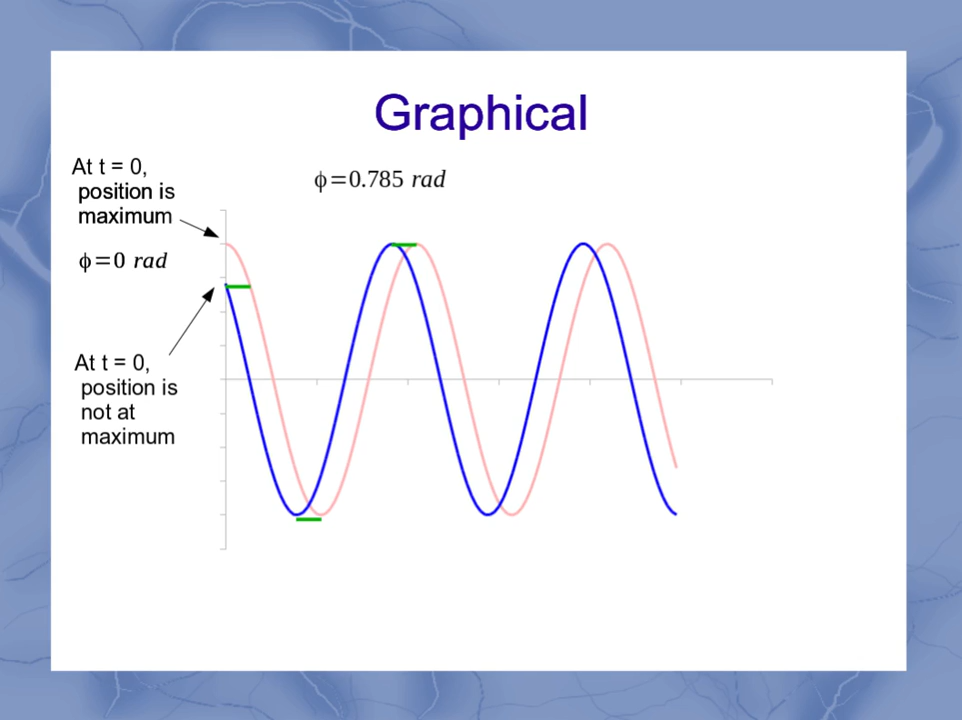 Graphical
At t = 0,
position is
maximum
ϕ=0.785 rad
ϕ=0 rad
At t = 0,
position is
not at
maximum